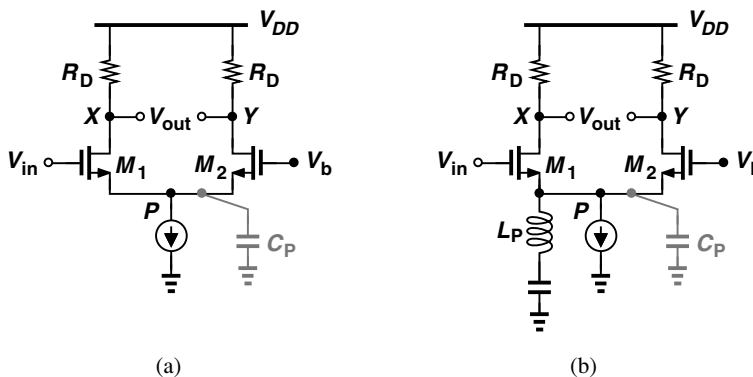 V_DD
R_D
R_D
X
V_out
Y
V_in
M_1
M_2
V_b
P
C_P
(a)
V_DD
R_D
R_D
X
V_out
Y
V_in
M_1
M_2
P
L_P
C_P
(b)